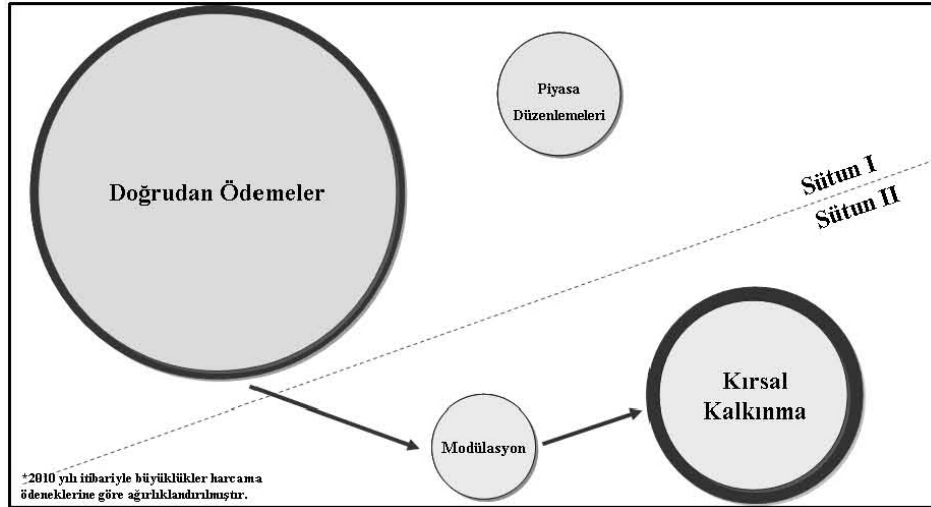 Piyasa
Düzenlemeleri
Doğrudan Ödemeler
Sütun I
Sütun II
Kırsal
Kalkınma
Modülasyon
*2010 yılı itibariyle büyüklükler harcama
ödeneklerine göre ağırlıklandırılmıştır.